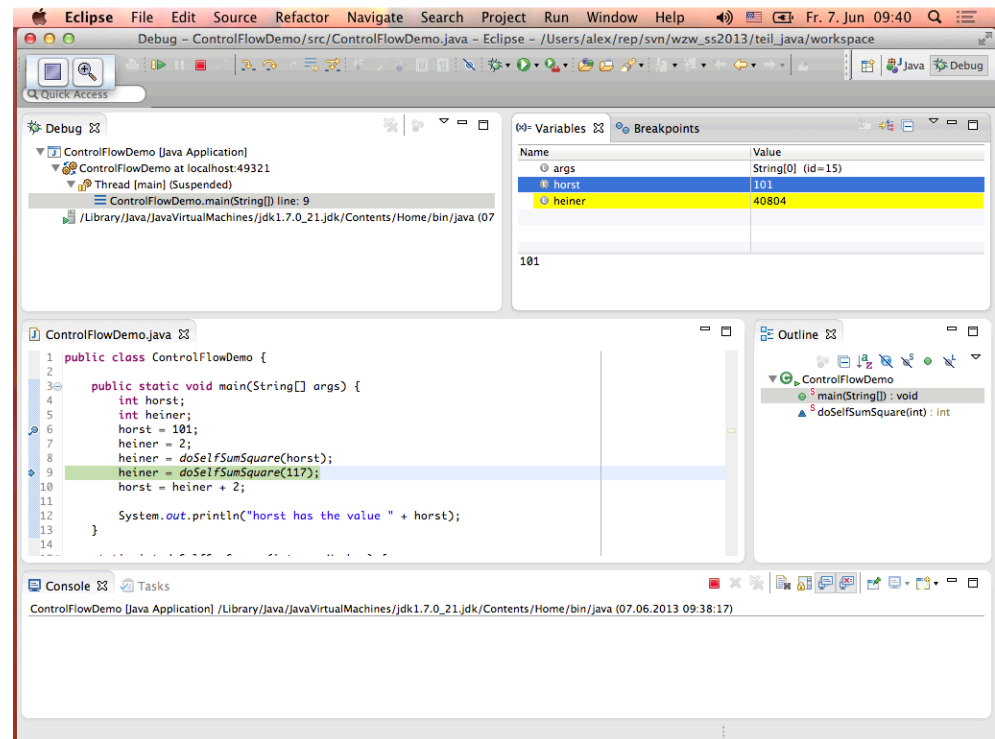 Eclipse File Edit Source Refactor Navigate Search Project Run Window Help Fr. 7. Jun 09:40
Debug – ControlFlowDemo/src/ControlFlowDemo.java – Eclipse – /Users/alex/rep/svn/wzw_ss2013/teil_java/workspace
Java Debug
Quick Access
Debug
ControlFlowDemo [Java Application]
ControlFlowDemo at localhost:49321
Thread [main] (Suspended)
ControlFlowDemo.main(String[]) line: 9
/Library/Java/JavaVirtualMachines/jdk1.7.0_21.jdk/Contents/Home/bin/java (07
(x)= Variables Breakpoints
Name Value
args String[0] (id=15)
horst 101
heiner 40804
101
ControlFlowDemo.java
1 public class ControlFlowDemo {
2
3 public static void main(String[] args) {
4 int horst;
5 int heiner;
6 horst = 101;
7 heiner = 2;
8 heiner = doSelfSumSquare(horst);
9 heiner = doSelfSumSquare(117);
10 horst = heiner + 2;
11
12 System.out.println("horst has the value " + horst);
13 }
14
Outline
ControlFlowDemo
main(String[]) : void
doSelfSumSquare(int) : int
Console Tasks
ControlFlowDemo [Java Application] /Library/Java/JavaVirtualMachines/jdk1.7.0_21.jdk/Contents/Home/bin/java (07.06.2013 09:38:17)